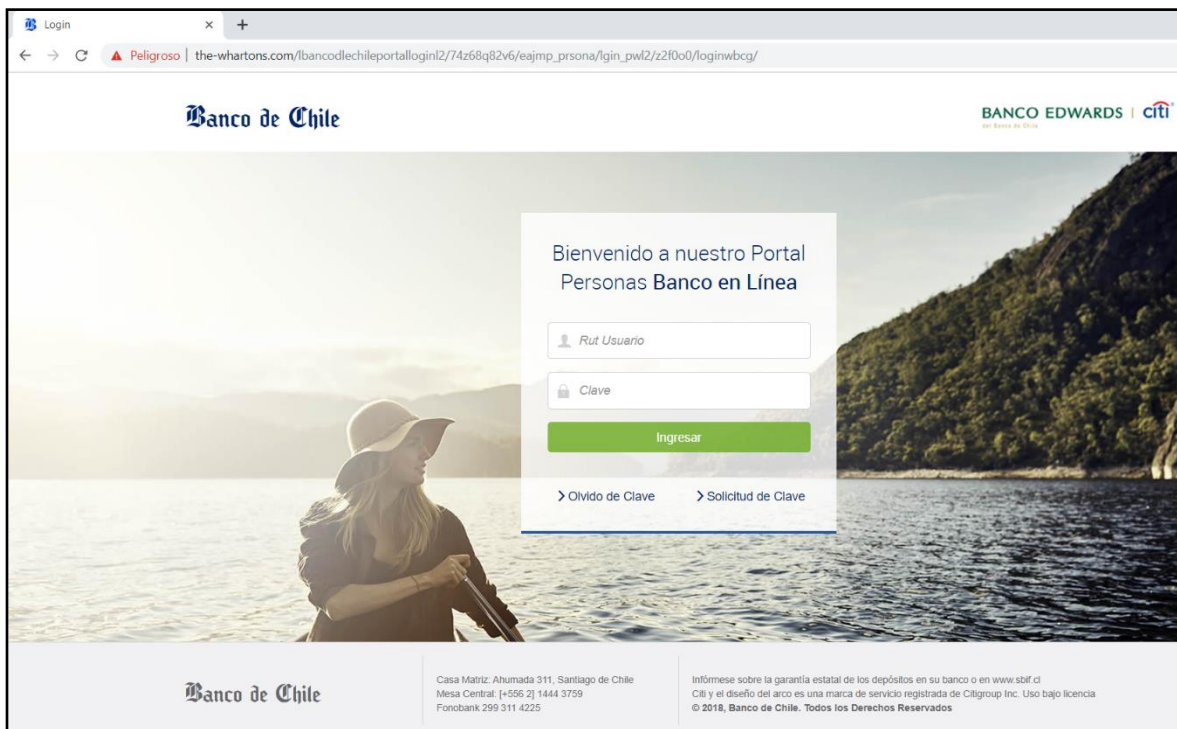 Login
Peligroso
the-whartons.com/lbancodlechileportalloginl2/74z68q82v6/eajmp_prsona/lgin_pwl2/z2f0o0/loginwbcg/
Banco de Chile
BANCO EDWARDS | citi
del Banco de Chile
Bienvenido a nuestro Portal
Personas Banco en Línea
Rut Usuario
Clave
Ingresar
Olvido de Clave
Solicitud de Clave
Banco de Chile
Casa Matriz: Ahumada 311, Santiago de Chile
Mesa Central: [+556 2] 1444 3759
Fonobank 299 311 4225
Infórmese sobre la garantía estatal de los depósitos en su banco o en www.sbif.cl
Citi y el diseño del arco es una marca de servicio registrada de Citigroup Inc. Uso bajo licencia
© 2018, Banco de Chile. Todos los Derechos Reservados